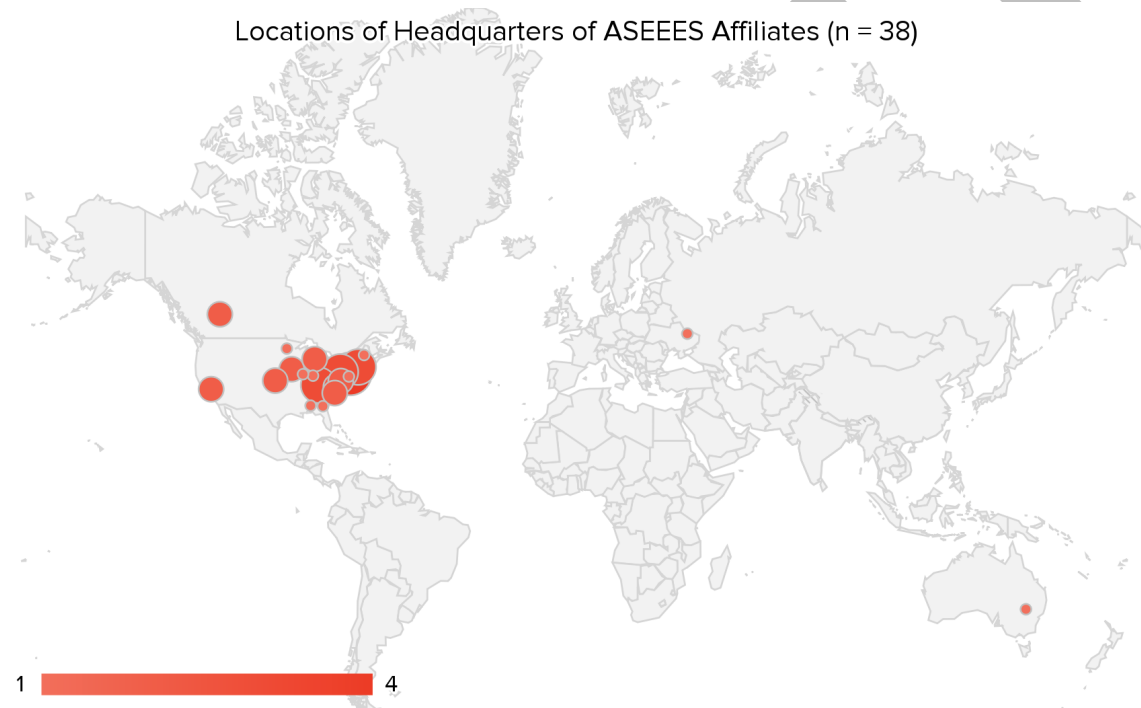 Locations of Headquarters of ASEEES Affiliates (n = 38)
1 4